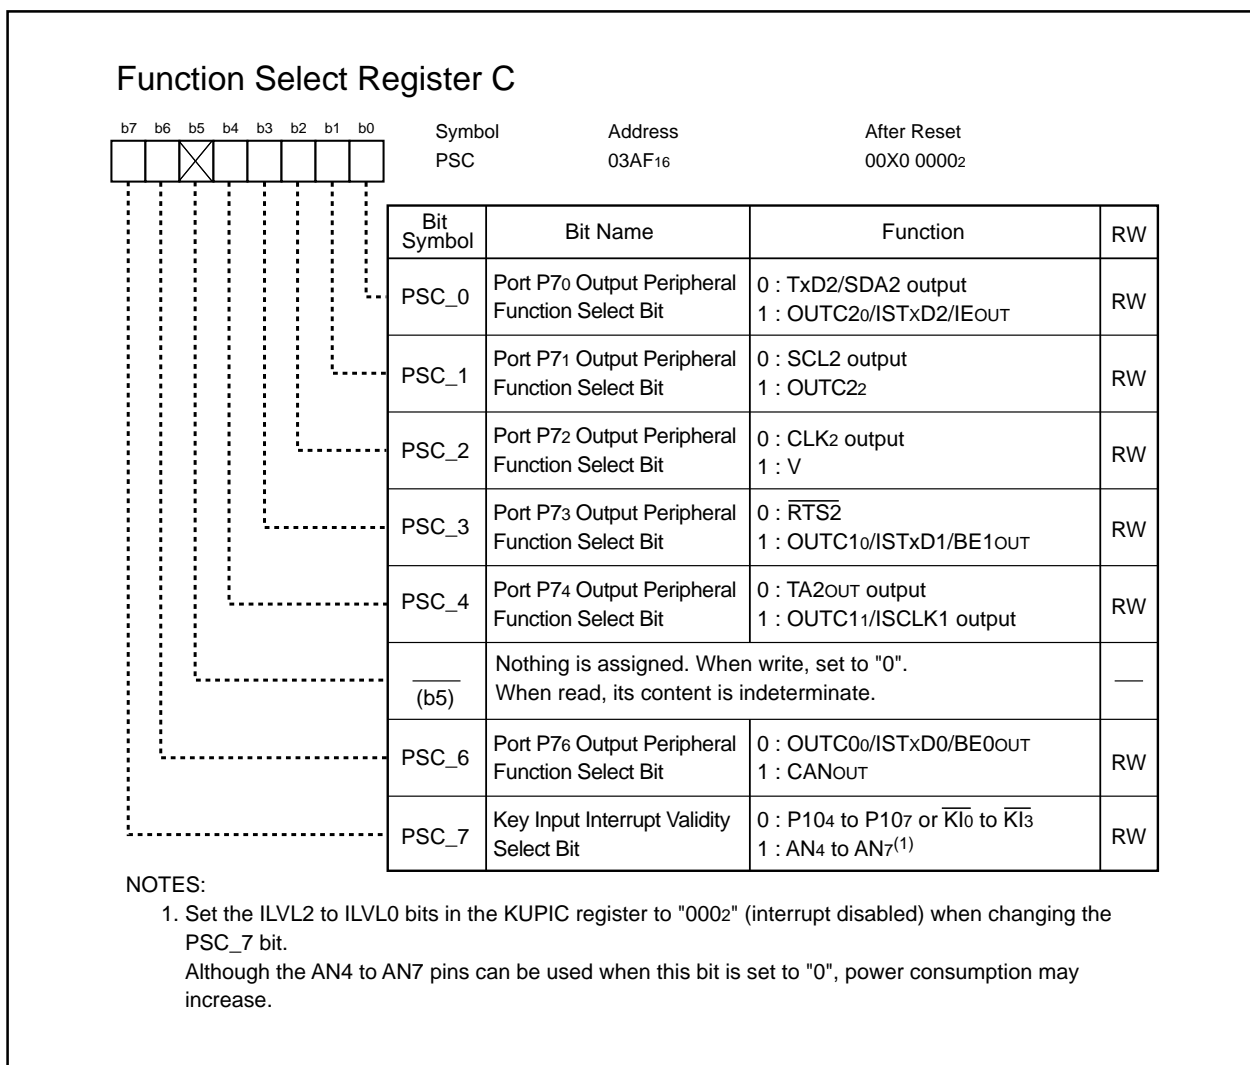 Function Select Register C
b7 b6 b5 b4 b3 b2 b1 b0
Symbol Address After Reset
PSC 03AF16 00X0 00002
Bit Symbol Bit Name Function RW
PSC_0 Port P70 Output Peripheral Function Select Bit 0 : TxD2/SDA2 output 1 : OUTC20/ISTxD2/IEOUT RW
PSC_1 Port P71 Output Peripheral Function Select Bit 0 : SCL2 output 1 : OUTC22 RW
PSC_2 Port P72 Output Peripheral Function Select Bit 0 : CLK2 output 1 : V RW
PSC_3 Port P73 Output Peripheral Function Select Bit 0 : RTS2 1 : OUTC10/ISTxD1/BE1OUT RW
PSC_4 Port P74 Output Peripheral Function Select Bit 0 : TA2OUT output 1 : OUTC11/ISCLK1 output RW
(b5) Nothing is assigned. When write, set to "0". When read, its content is indeterminate.
PSC_6 Port P76 Output Peripheral Function Select Bit 0 : OUTC00/ISTxD0/BE0OUT 1 : CANOUT RW
PSC_7 Key Input Interrupt Validity Select Bit 0 : P104 to P107 or KI0 to KI3 1 : AN4 to AN7(1) RW
NOTES:
1. Set the ILVL2 to ILVL0 bits in the KUPIC register to "0002" (interrupt disabled) when changing the
PSC_7 bit.
Although the AN4 to AN7 pins can be used when this bit is set to "0", power consumption may
increase.